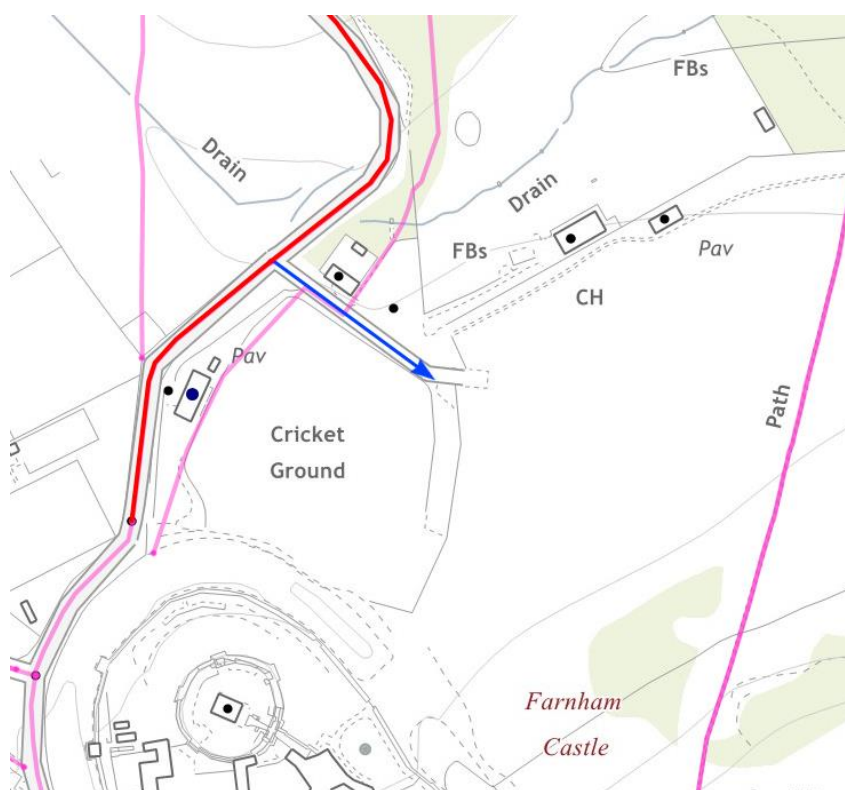 FBs
Drain
Drain
FBs
Pav
CH
Pav
Path
Cricket
Ground
Farnham
Castle